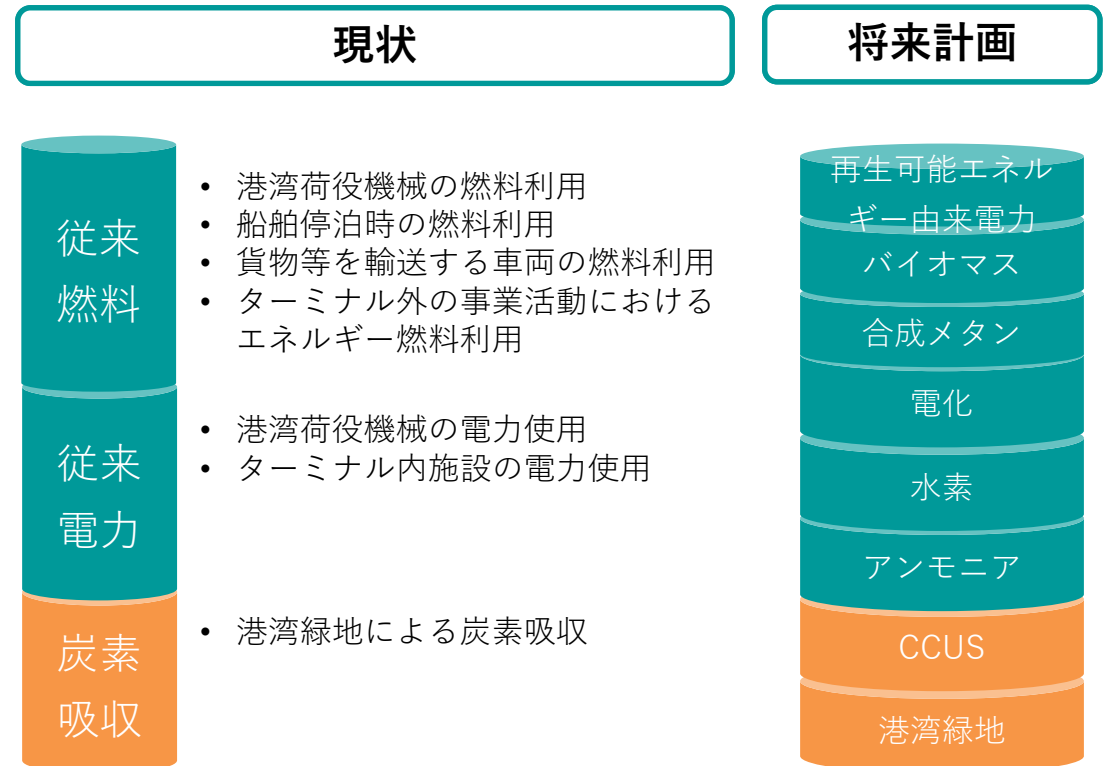 現状
将来計画
従来
燃料
• 港湾荷役機械の燃料利用
• 船舶停泊時の燃料利用
• 貨物等を輸送する車両の燃料利用
• ターミナル外の事業活動における
エネルギー燃料利用
従来
電力
• 港湾荷役機械の電力使用
• ターミナル内施設の電力使用
炭素
吸収
• 港湾緑地による炭素吸収
再生可能エネル
ギー由来電力
バイオマス
合成メタン
電化
水素
アンモニア
CCUS
港湾緑地